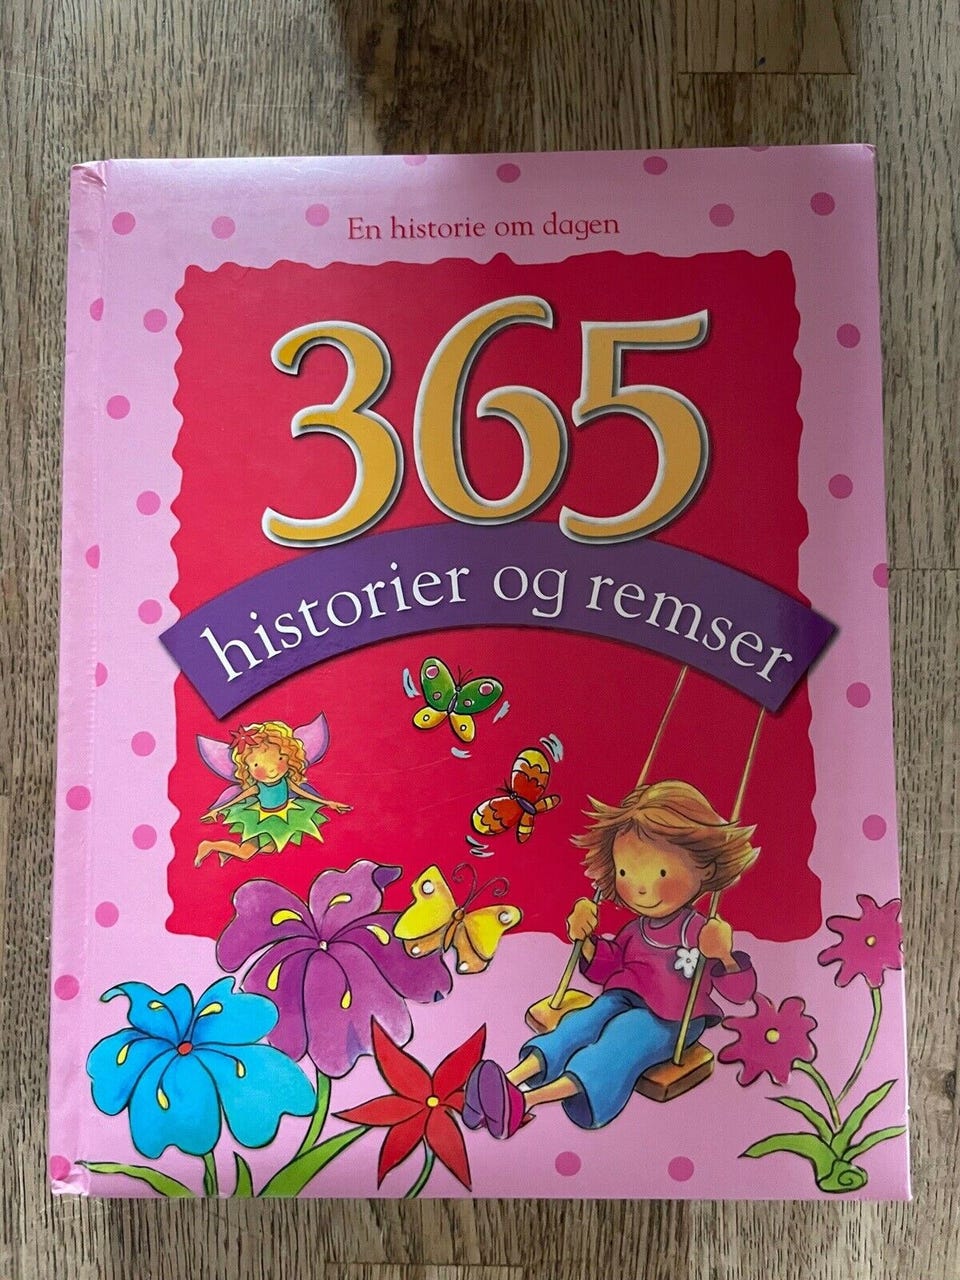 En historie om dagen
365
historier og remser